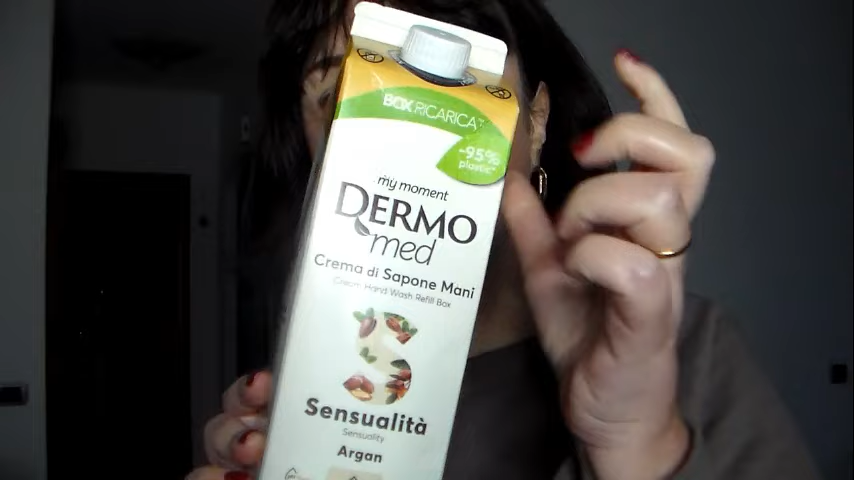 BOX RICARICA™
-95%
plastic**
my moment
DERMO
med
Crema di Sapone Mani
Cream Hand Wash Refill Box
S
Sensualità
Sensuality
Argan